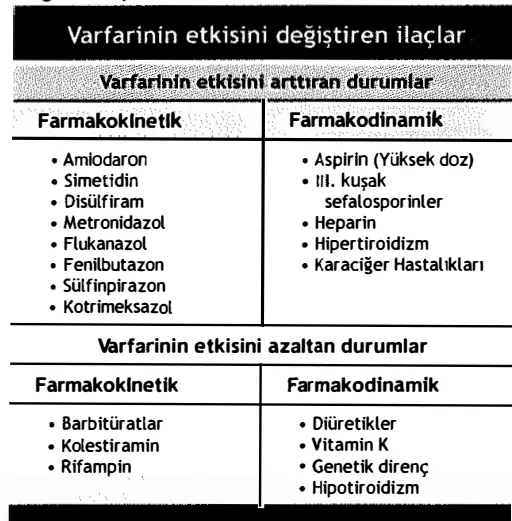 Varfarinin etkisini değiştiren ilaçlar
Varfarinin etkisini arttıran durumlar
Farmakokinetik
• Amiodaron
• Simetidin
• Disülfiram
• Metronidazol
• Flukanazol
• Fenilbutazon
• Sülfinpirazon
• Kotrimeksazol
Farmakodinamik
• Aspirin (Yüksek doz)
• III. kuşak
sefalosporinler
• Heparin
• Hipertiroidizm
• Karaciğer Hastalıkları
Varfarinin etkisini azaltan durumlar
Farmakokinetik
• Barbitüratlar
• Kolestiramin
• Rifampin
Farmakodinamik
• Diüretikler
• Vitamin K
• Genetik direnç
• Hipotiroidizm